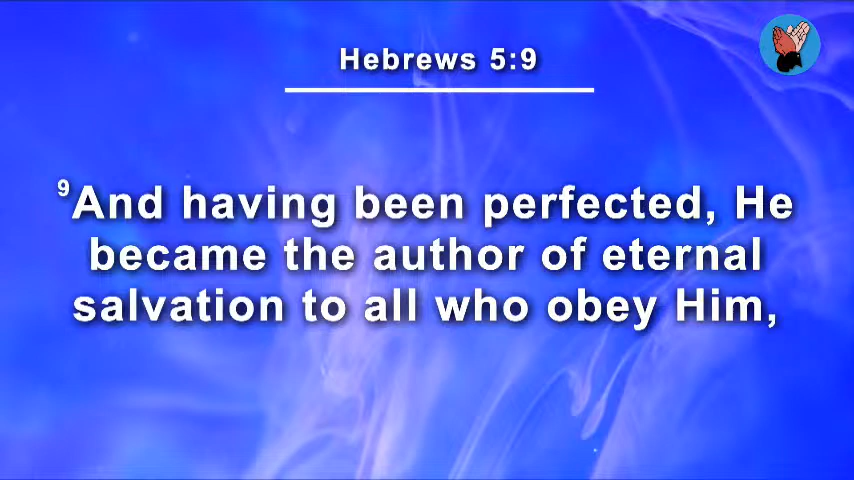 Hebrews 5:9
9And having been perfected, He
became the author of eternal
salvation to all who obey Him,